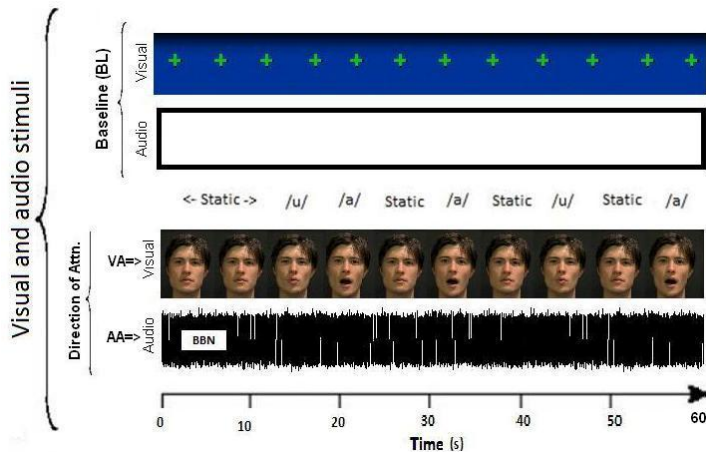 Visual and audio stimuli
Baseline (BL)
Visual
Audio
<- Static -> /u/ /a/ Static /a/ Static /u/ Static /a/
Direction of Attn.
VA=> Visual
AA=> Audio
BBN
0 10 20 30 40 50 60
Time (s)